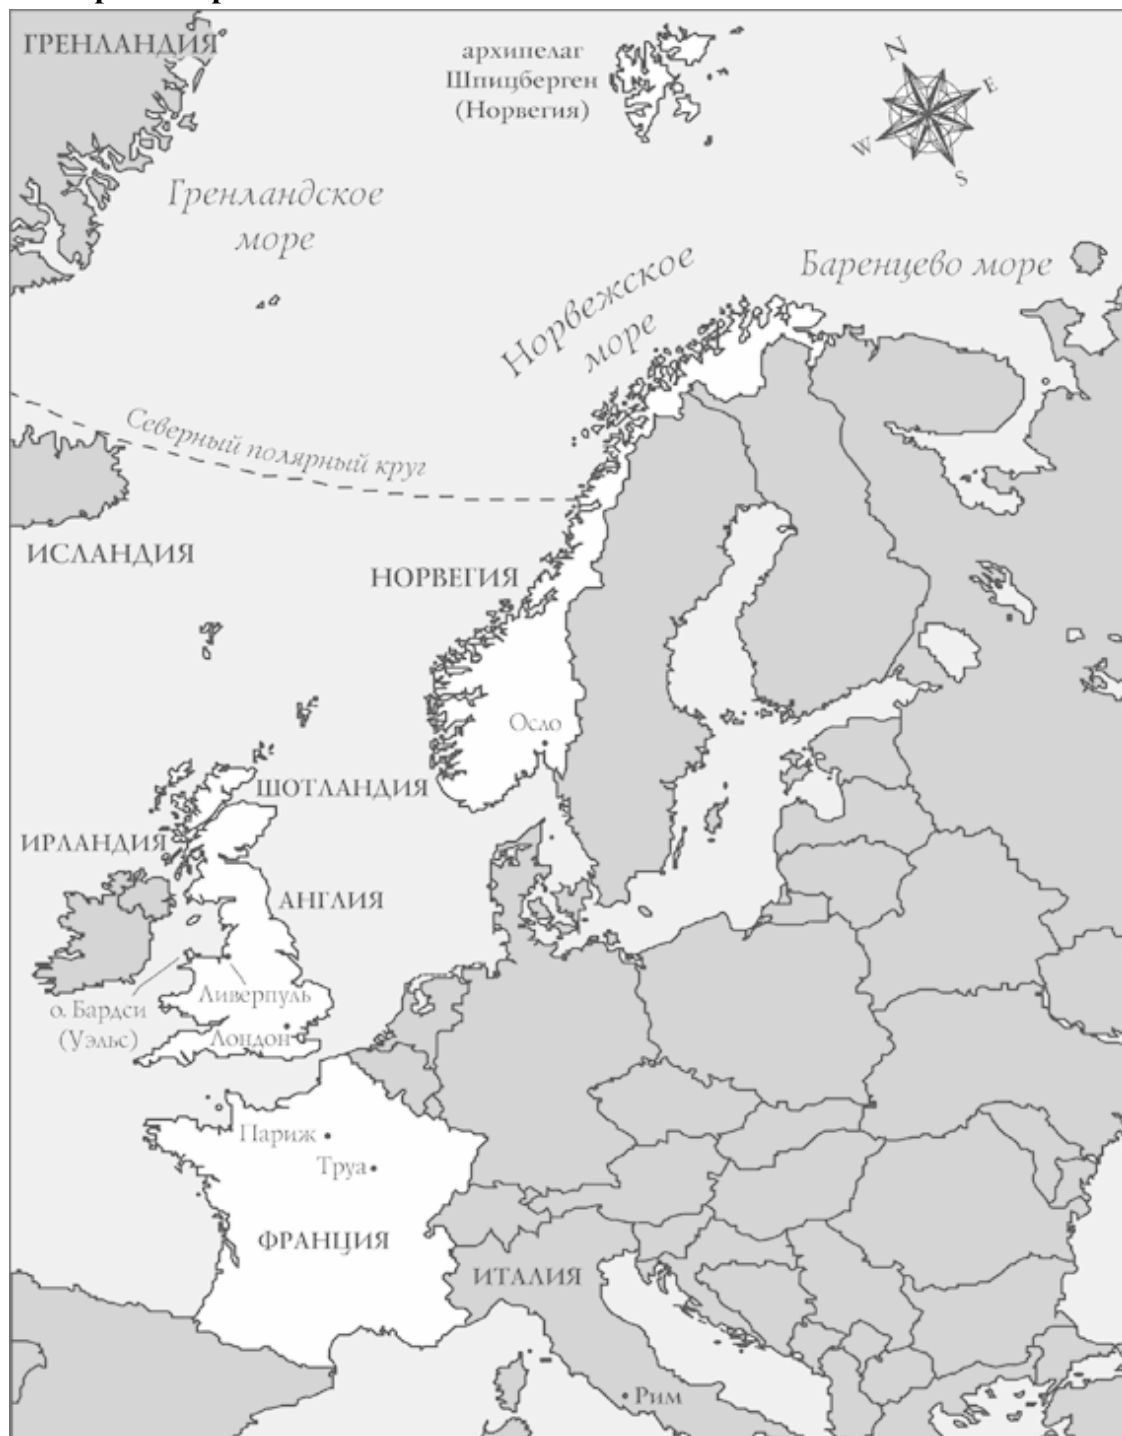 ГРЕНЛАНДИЯ
архипелаг
Шпицберген
(Норвегия)
N
E
W
S
Гренландское
море
Норвежское
море
Баренцево море
Северный полярный круг
ИСЛАНДИЯ
НОРВЕГИЯ
Осло
ШОТЛАНДИЯ
ИРЛАНДИЯ
АНГЛИЯ
о. Бардси
(Уэльс)
Ливерпуль
Лондон
Париж
Труа
ФРАНЦИЯ
ИТАЛИЯ
Рим